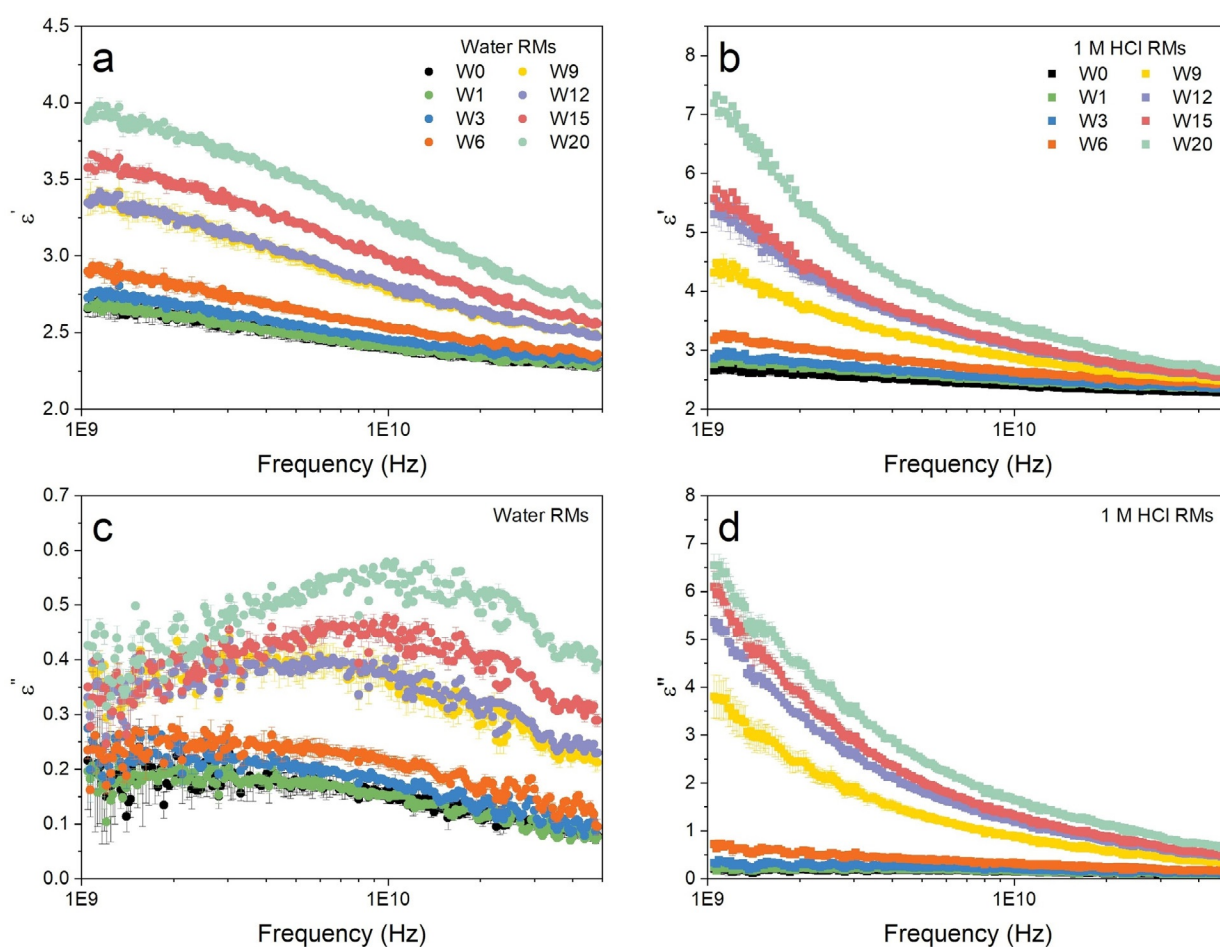 a
Water RMs
W0 W9
W1 W12
W3 W15
W6 W20
4.5
4.0
3.5
3.0
2.5
2.0
ε'
1E9 1E10
Frequency (Hz)
b
1 M HCl RMs
W0 W9
W1 W12
W3 W15
W6 W20
8
7
6
5
4
3
2
ε'
1E9 1E10
Frequency (Hz)
c
Water RMs
0.7
0.6
0.5
0.4
0.3
0.2
0.1
0.0
ε"
1E9 1E10
Frequency (Hz)
d
1 M HCl RMs
8
7
6
5
4
3
2
1
0
ε"
1E9 1E10
Frequency (Hz)